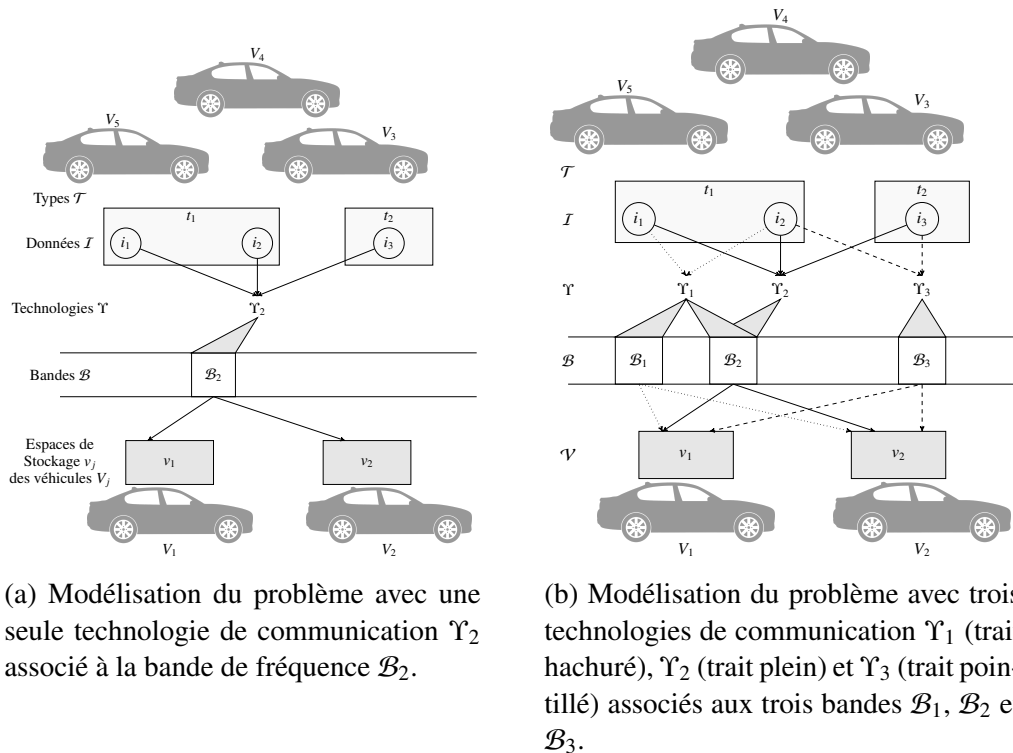 V₄
V₅
V₃
Types 𝒯
t₁
t₂
Données ℐ
i₁
i₂
i₃
Technologies ϒ
ϒ₂
Bandes ℬ
ℬ₂
Espaces de
Stockage vⱼ
des véhicules Vⱼ
v₁
v₂
V₁
V₂
(a) Modélisation du problème avec une
seule technologie de communication ϒ₂
associé à la bande de fréquence ℬ₂.
V₄
V₅
V₃
𝒯
t₁
t₂
ℐ
i₁
i₂
i₃
ϒ
ϒ₁
ϒ₂
ϒ₃
ℬ
ℬ₁
ℬ₂
ℬ₃
𝒱
v₁
v₂
V₁
V₂
(b) Modélisation du problème avec trois
technologies de communication ϒ₁ (trai
hachuré), ϒ₂ (trait plein) et ϒ₃ (trait poin-
tillé) associés aux trois bandes ℬ₁, ℬ₂ e
ℬ₃.